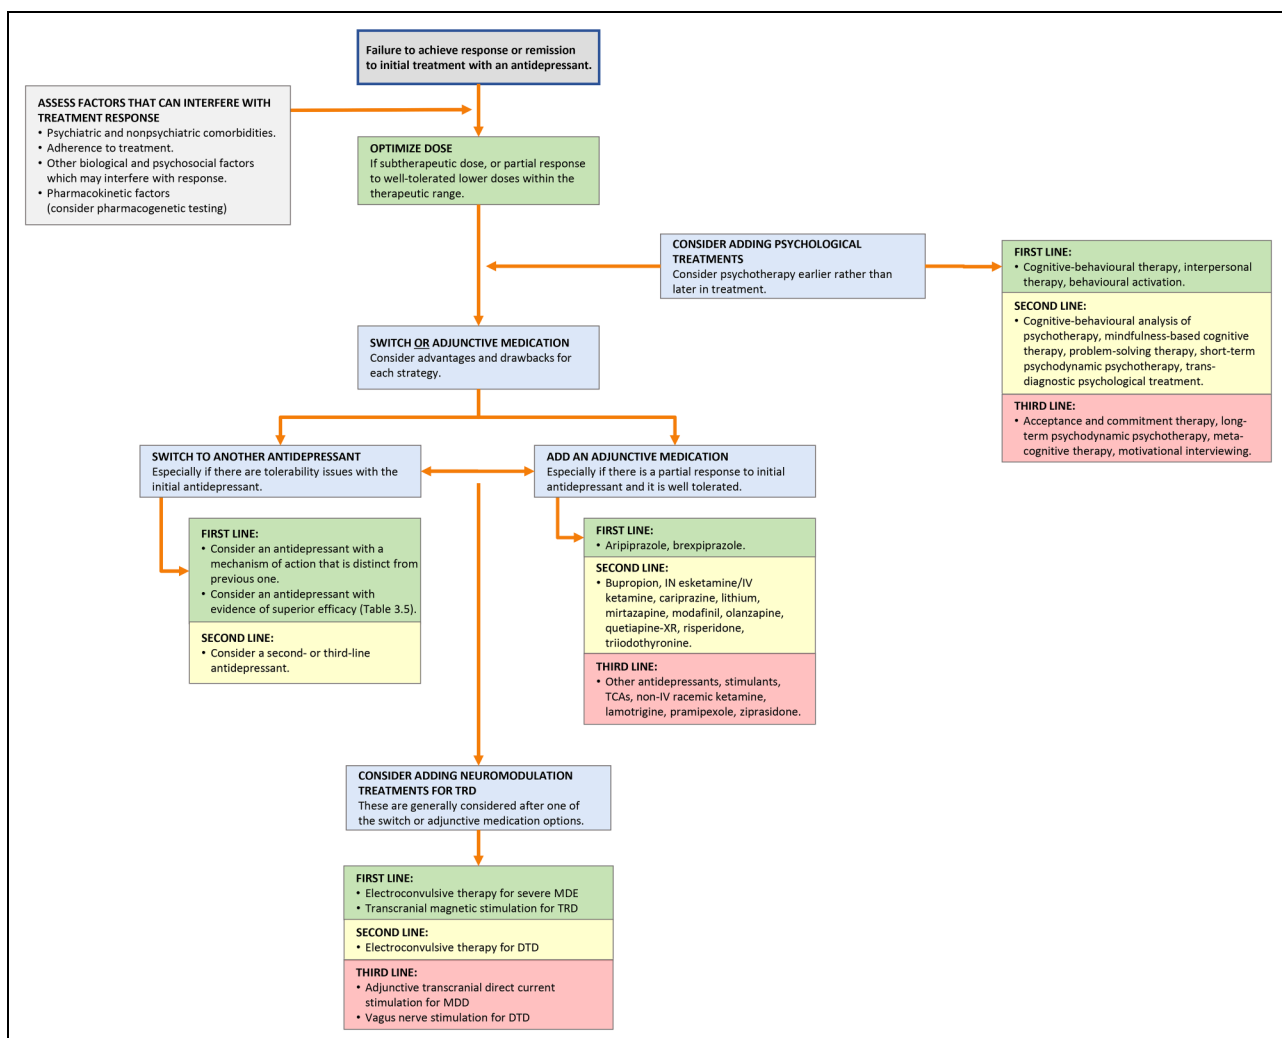 Failure to achieve response or remission
to initial treatment with an antidepressant.
ASSESS FACTORS THAT CAN INTERFERE WITH
TREATMENT RESPONSE
• Psychiatric and nonpsychiatric comorbidities.
• Adherence to treatment.
• Other biological and psychosocial factors
which may interfere with response.
• Pharmacokinetic factors
(consider pharmacogenetic testing)
OPTIMIZE DOSE
If subtherapeutic dose, or partial response
to well-tolerated lower doses within the
therapeutic range.
CONSIDER ADDING PSYCHOLOGICAL
TREATMENTS
Consider psychotherapy earlier rather than
later in treatment.
FIRST LINE:
• Cognitive-behavioural therapy, interpersonal
therapy, behavioural activation.
SECOND LINE:
• Cognitive-behavioural analysis of
psychotherapy, mindfulness-based cognitive
therapy, problem-solving therapy, short-term
psychodynamic psychotherapy, trans-
diagnostic psychological treatment.
THIRD LINE:
• Acceptance and commitment therapy, long-
term psychodynamic psychotherapy, meta-
cognitive therapy, motivational interviewing.
SWITCH OR ADJUNCTIVE MEDICATION
Consider advantages and drawbacks for
each strategy.
SWITCH TO ANOTHER ANTIDEPRESSANT
Especially if there are tolerability issues with the
initial antidepressant.
FIRST LINE:
• Consider an antidepressant with a
mechanism of action that is distinct from
previous one.
• Consider an antidepressant with
evidence of superior efficacy (Table 3.5).
SECOND LINE:
• Consider a second- or third-line
antidepressant.
ADD AN ADJUNCTIVE MEDICATION
Especially if there is a partial response to initial
antidepressant and it is well tolerated.
FIRST LINE:
• Aripiprazole, brexpiprazole.
SECOND LINE:
• Bupropion, IN esketamine/IV
ketamine, cariprazine, lithium,
mirtazapine, modafinil, olanzapine,
quetiapine-XR, risperidone,
triiodothyronine.
THIRD LINE:
• Other antidepressants, stimulants,
TCAs, non-IV racemic ketamine,
lamotrigine, pramipexole, ziprasidone.
CONSIDER ADDING NEUROMODULATION
TREATMENTS FOR TRD
These are generally considered after one of
the switch or adjunctive medication options.
FIRST LINE:
• Electroconvulsive therapy for severe MDE
• Transcranial magnetic stimulation for TRD
SECOND LINE:
• Electroconvulsive therapy for DTD
THIRD LINE:
• Adjunctive transcranial direct current
stimulation for MDD
• Vagus nerve stimulation for DTD